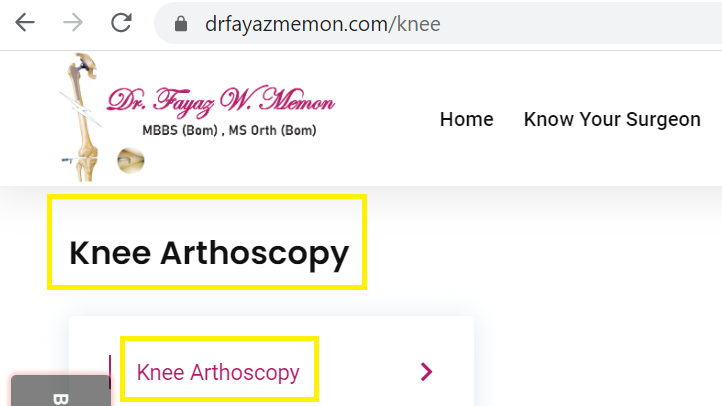 drfayazmemon.com/knee
Dr. Fayaz W. Memon
MBBS (Bom) , MS Orth (Bom)
Home Know Your Surgeon
Knee Arthoscopy
Knee Arthoscopy
B